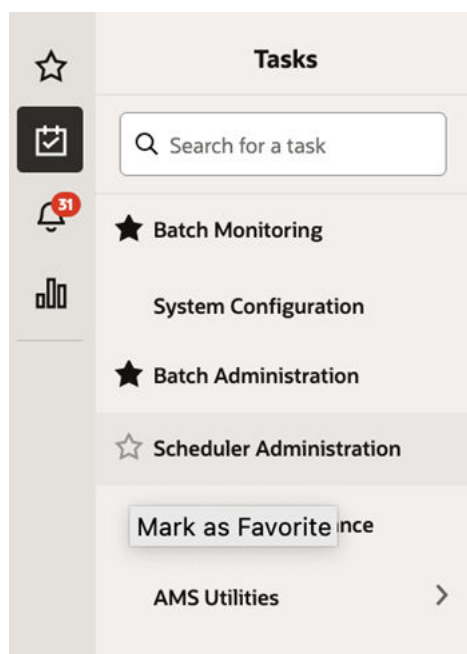 Tasks
Search for a task
31
Batch Monitoring
System Configuration
Batch Administration
Scheduler Administration
Mark as Favorite
AMS Utilities